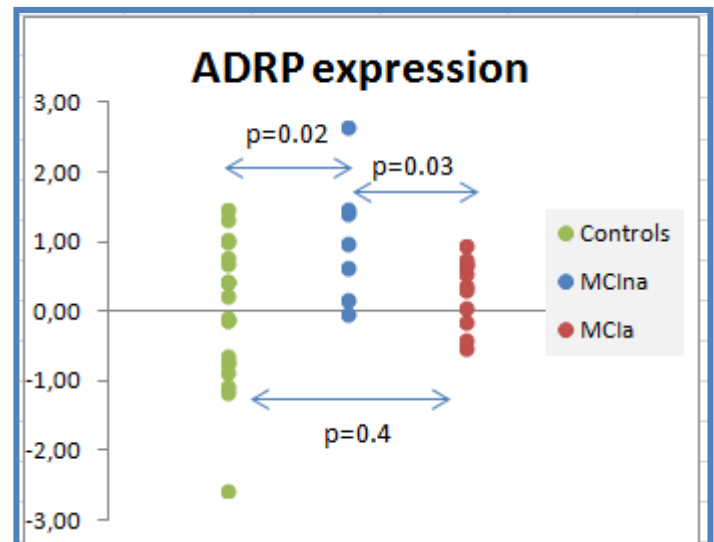 ADRP expression
3,00
2,00
1,00
0,00
-1,00
-2,00
-3,00
p=0.02
p=0.03
p=0.4
Controls
MCIna
MCIa